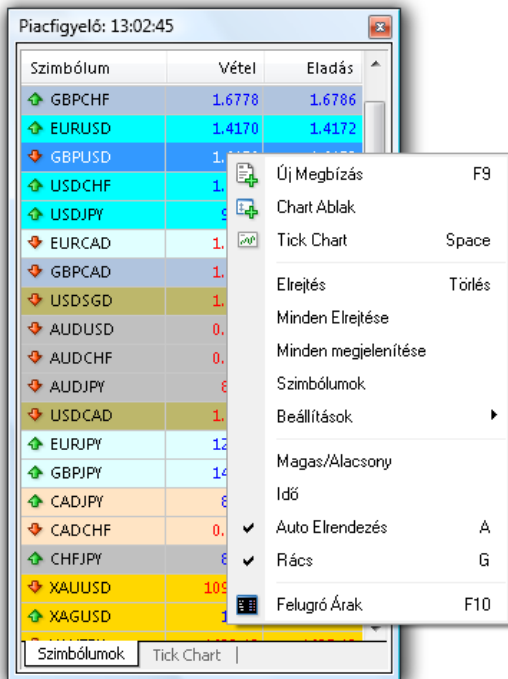 Piacfigyelő: 13:02:45
Szimbólum Vétel Eladás
GBPCHF 1.6778 1.6786
EURUSD 1.4170 1.4172
GBPUSD
USDCHF
USDJPY
EURCAD
GBPCAD
USDSGD
AUDUSD
AUDCHF
AUDJPY
USDCAD
EURJPY
GBPJPY
CADJPY
CADCHF
CHFJPY
XAUUSD
XAGUSD
Új Megbízás F9
Chart Ablak
Tick Chart Space
Elrejtés Törlés
Minden Elrejtése
Minden megjelenítése
Szimbólumok
Beállítások
Magas/Alacsony
Idő
Auto Elrendezés A
Rács G
Felugró Árak F10
Szimbólumok Tick Chart